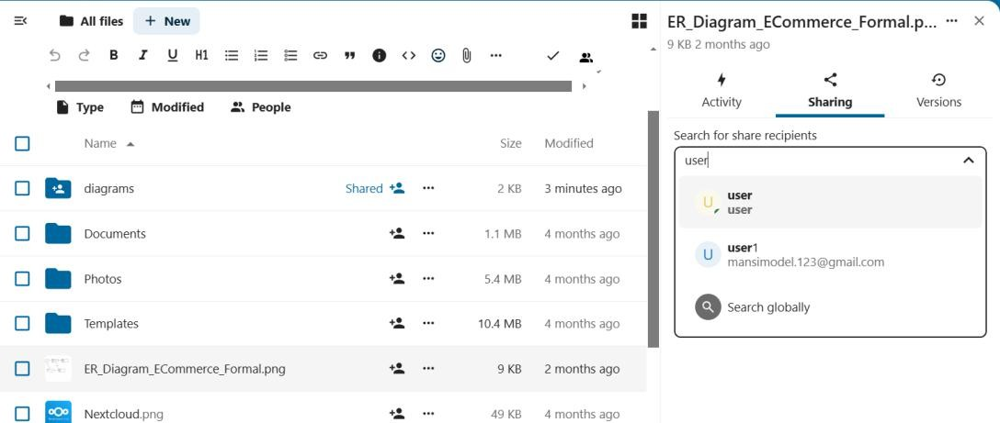 All files
+ New
B I U H1
Type Modified People
Name Size Modified
diagrams Shared 2 KB 3 minutes ago
Documents 1.1 MB 4 months ago
Photos 5.4 MB 4 months ago
Templates 10.4 MB 4 months ago
ER_Diagram_ECommerce_Formal.png 9 KB 2 months ago
Nextcloud.png 49 KB 4 months ago
ER_Diagram_ECommerce_Formal.p...
9 KB 2 months ago
Activity Sharing Versions
Search for share recipients
user
U user
user
U user1
mansimodel.123@gmail.com
Search globally